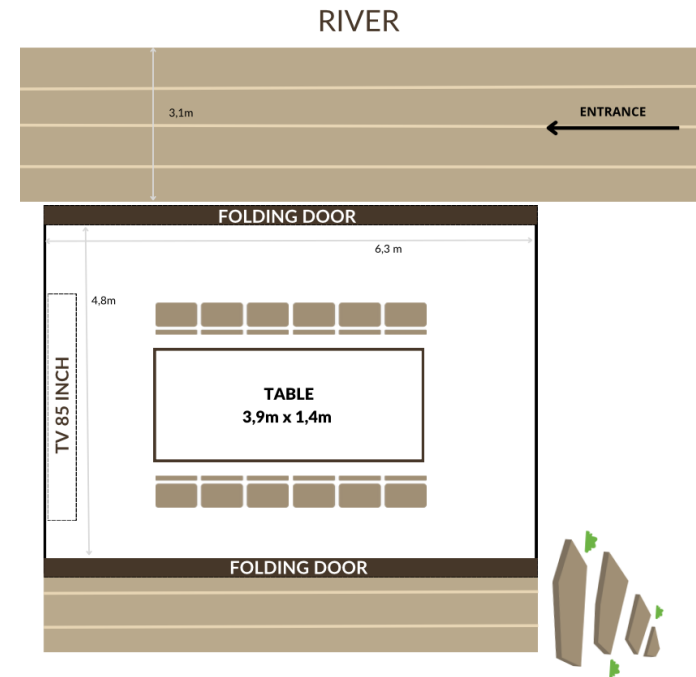 RIVER
3,1m
ENTRANCE
FOLDING DOOR
6,3 m
4,8m
TV 85 INCH
TABLE
3,9m x 1,4m
FOLDING DOOR